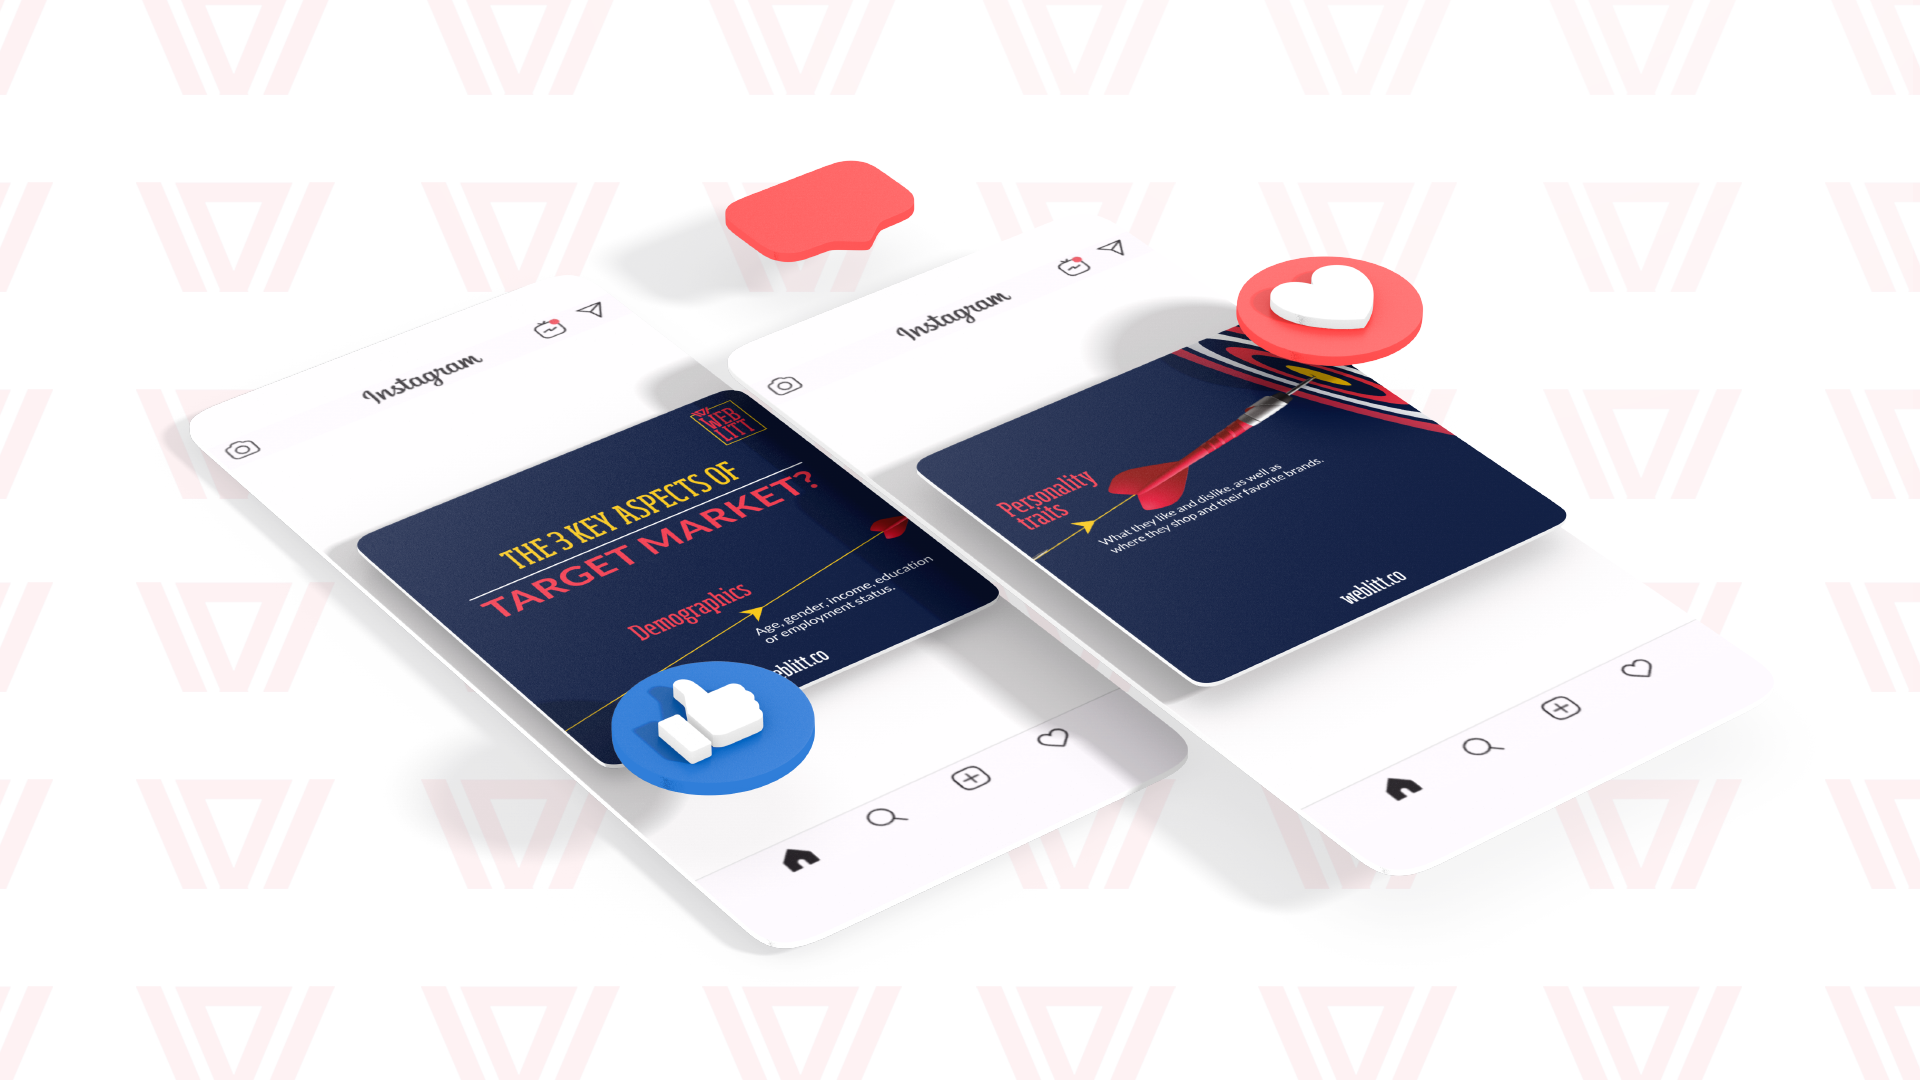 Instagram
WEB
LITT
THE 3 KEY ASPECTS OF
TARGET MARKET?
Demographics
Age, gender, income, education
or employment status.
eblitt.co
Instagram
Personality
traits
What they like and dislike, as well as
where they shop and their favorite brands.
weblitt.co